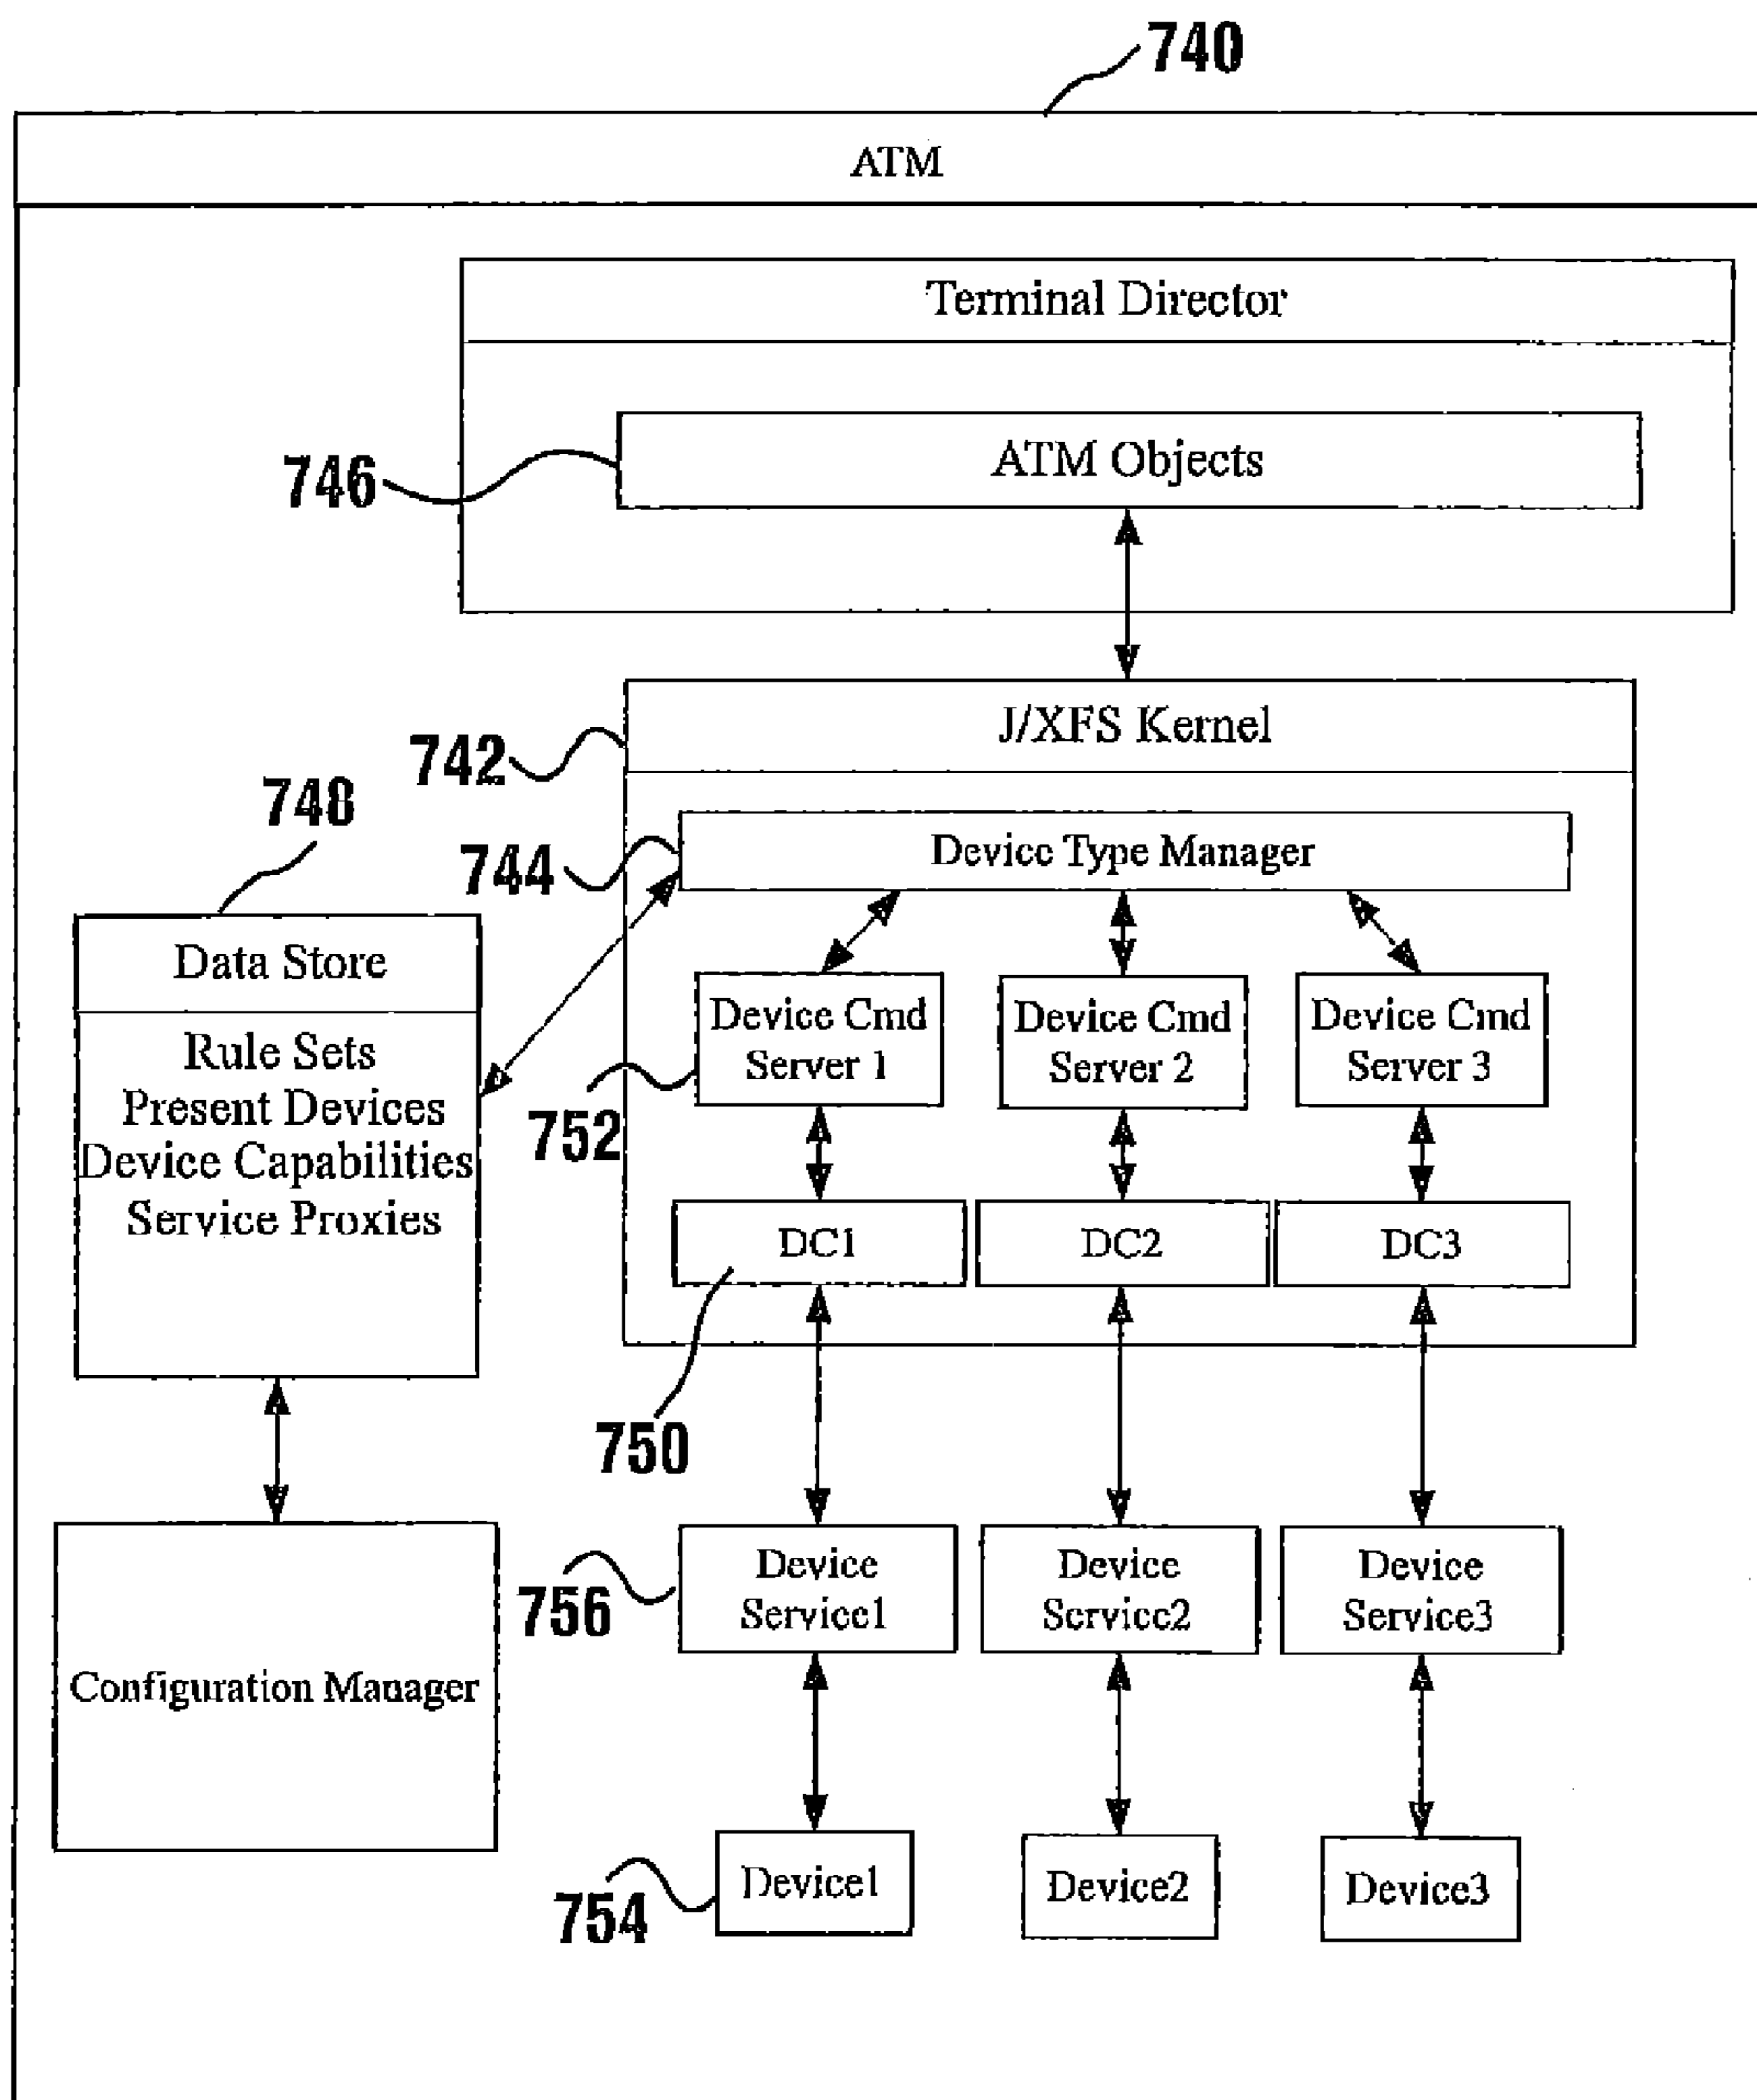 740
ATM
Terminal Director
746
ATM Objects
742
J/XFS Kernel
748
744
Device Type Manager
Data Store
Rule Sets
Present Devices
Device Capabilities
Service Proxies
Device Cmd
Server 1
Device Cmd
Server 2
Device Cmd
Server 3
752
DC1
DC2
DC3
750
Configuration Manager
756
Device
Service1
Device
Service2
Device
Service3
754
Device1
Device2
Device3